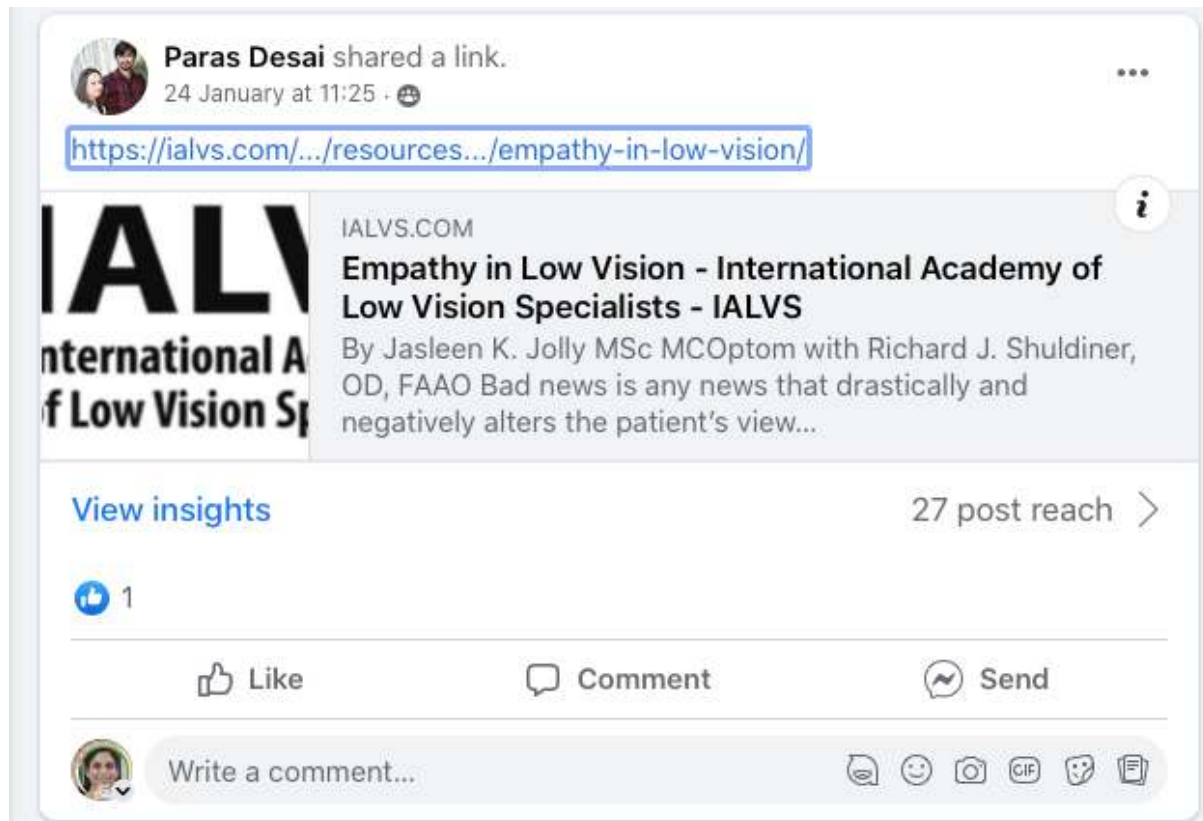 Paras Desai shared a link.
24 January at 11:25 ·
https://ialvs.com/.../resources.../empathy-in-low-vision/
IALV
nternational A
f Low Vision Sp
i
IALVS.COM
Empathy in Low Vision - International Academy of
Low Vision Specialists - IALVS
By Jasleen K. Jolly MSc MCOptom with Richard J. Shuldiner,
OD, FAAO Bad news is any news that drastically and
negatively alters the patient's view...
View insights
27 post reach
1
Like
Comment
Send
Write a comment...
GIF